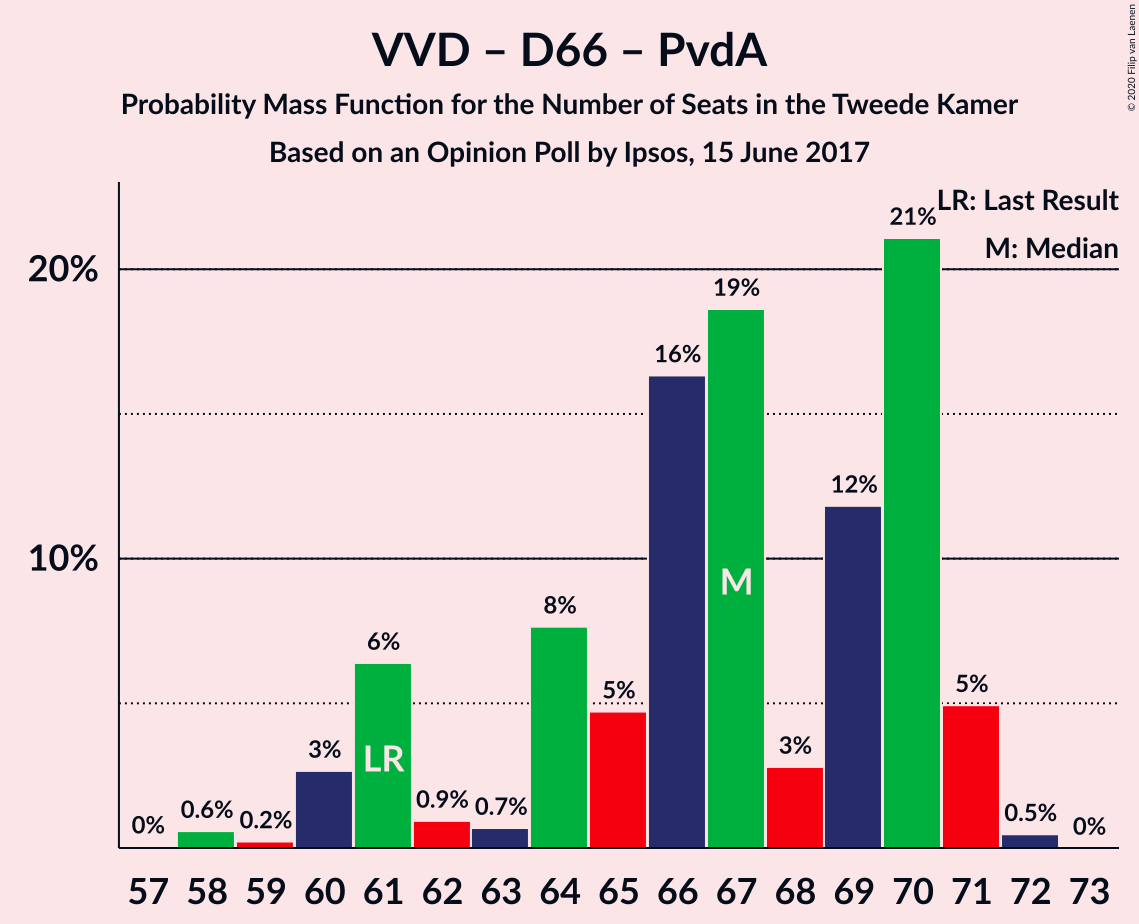 VVD – D66 – PvdA
Probability Mass Function for the Number of Seats in the Tweede Kamer
Based on an Opinion Poll by Ipsos, 15 June 2017
© 2020 Filip van Laenen
LR: Last Result
M: Median
20%
10%
0%
0.6%
0.2%
3%
6%
0.9%
0.7%
8%
5%
16%
19%
3%
12%
21%
5%
0.5%
0%
LR
M
57 58 59 60 61 62 63 64 65 66 67 68 69 70 71 72 73